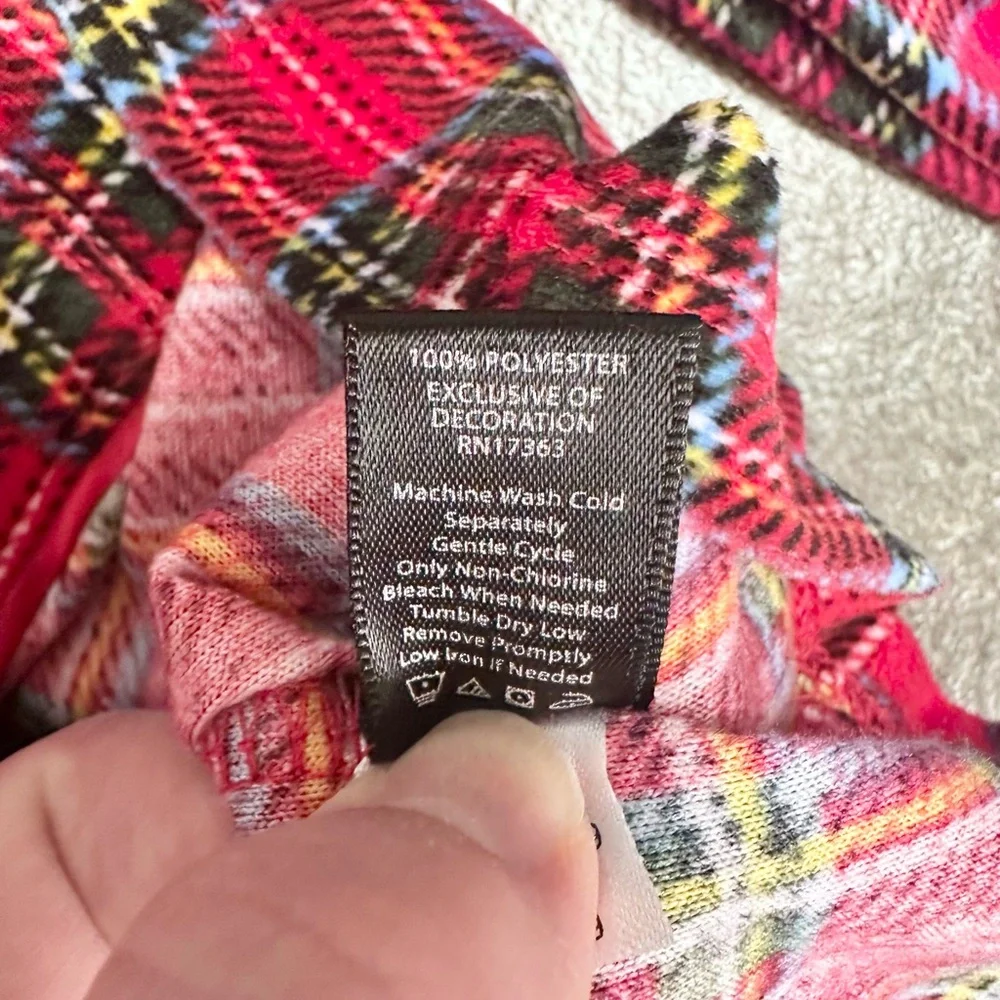 100% POLYESTER
EXCLUSIVE OF
DECORATION
RN17363
Machine Wash Cold
Separately
Gentle Cycle
Only Non-Chlorine
Bleach When Needed
Tumble Dry Low
Remove Promptly
Low Iron If Needed